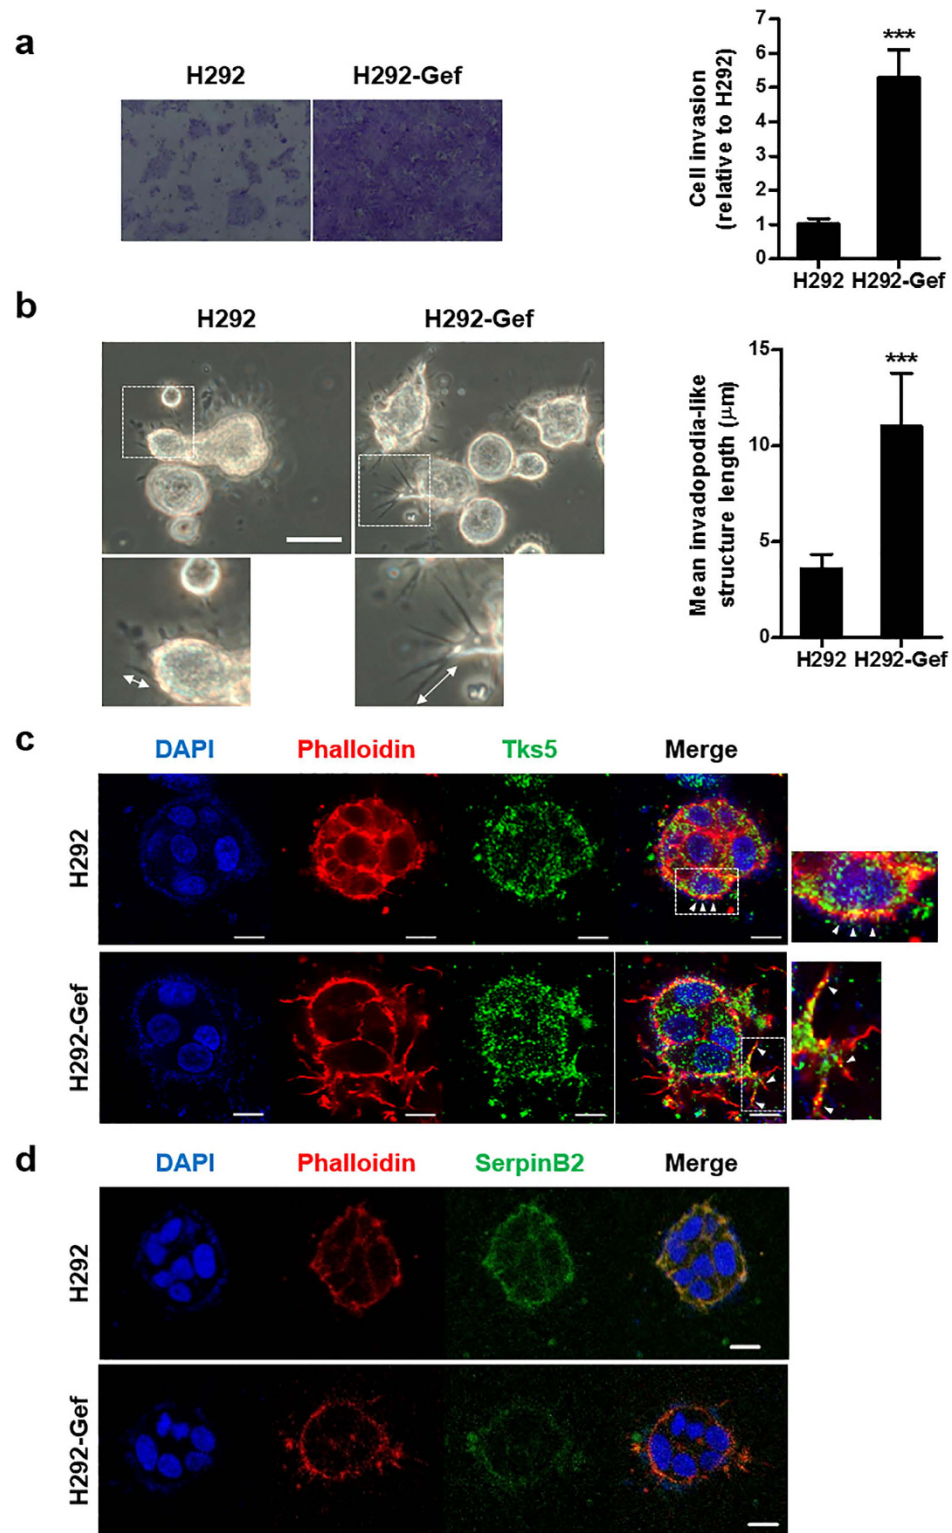 a
H292
H292-Gef
Cell invasion
(relative to H292)
7
6
5
4
3
2
1
0
***
H292
H292-Gef
b
H292
H292-Gef
Mean invadopodia-like
structure length (μm)
15
10
5
0
***
H292
H292-Gef
c
DAPI
Phalloidin
Tks5
Merge
H292
H292-Gef
d
DAPI
Phalloidin
SerpinB2
Merge
H292
H292-Gef